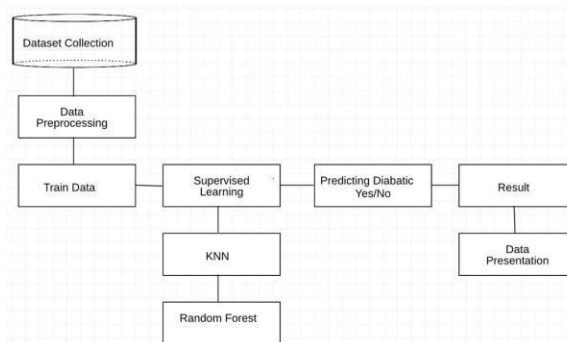 Dataset Collection
Data
Preprocessing
Train Data
Supervised
Learning
Predicting Diabatic
Yes/No
Result
KNN
Data
Presentation
Random Forest